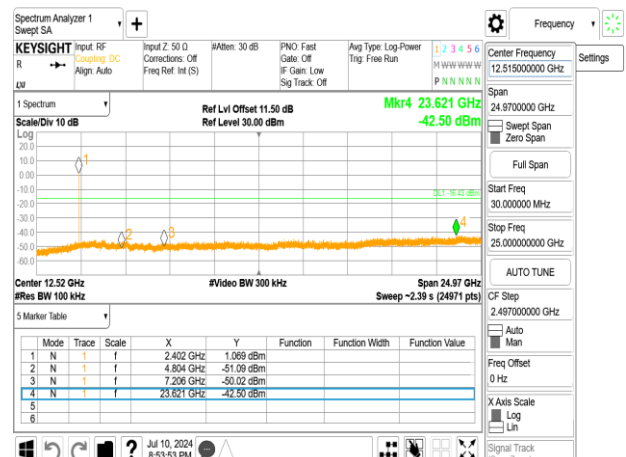 Spectrum Analyzer 1
Swept SA
Frequency
KEYSIGHT
R
Input: RF
Coupling: DC
Align: Auto
Input Z: 50 Ω
Corrections: Off
Freq Ref: Int (S)
#Atten: 30 dB
PNO: Fast
Gate: Off
IF Gain: Low
Sig Track: Off
Avg Type: Log-Power
Trig: Free Run
1 2 3 4 5 6
M W W W W W
P N N N N N
Settings
Center Frequency
12.515000000 GHz
Span
24.9700000 GHz
Swept Span
Zero Span
Full Span
Start Freq
30.000000 MHz
Stop Freq
25.000000000 GHz
AUTO TUNE
CF Step
2.497000000 GHz
Auto
Man
Freq Offset
0 Hz
X Axis Scale
Log
Lin
Signal Track
1 Spectrum
Scale/Div 10 dB
Ref Lvl Offset 11.50 dB
Ref Level 30.00 dBm
Mkr4 23.621 GHz
-42.50 dBm
Log
20.0
10.0
0.00
-10.0
-20.0
-30.0
-40.0
-50.0
-60.0
1
2
3
4
Center 12.52 GHz
#Res BW 100 kHz
#Video BW 300 kHz
Span 24.97 GHz
Sweep ~2.39 s (24971 pts)
5 Marker Table
Mode Trace Scale X Y Function Function Width Function Value
1 N 1 f 2.402 GHz 1.069 dBm
2 N 1 f 4.804 GHz -51.09 dBm
3 N 1 f 7.206 GHz -50.02 dBm
4 N 1 f 23.621 GHz -42.50 dBm
5
6
?
Jul 10, 2024
8:53:53 PM